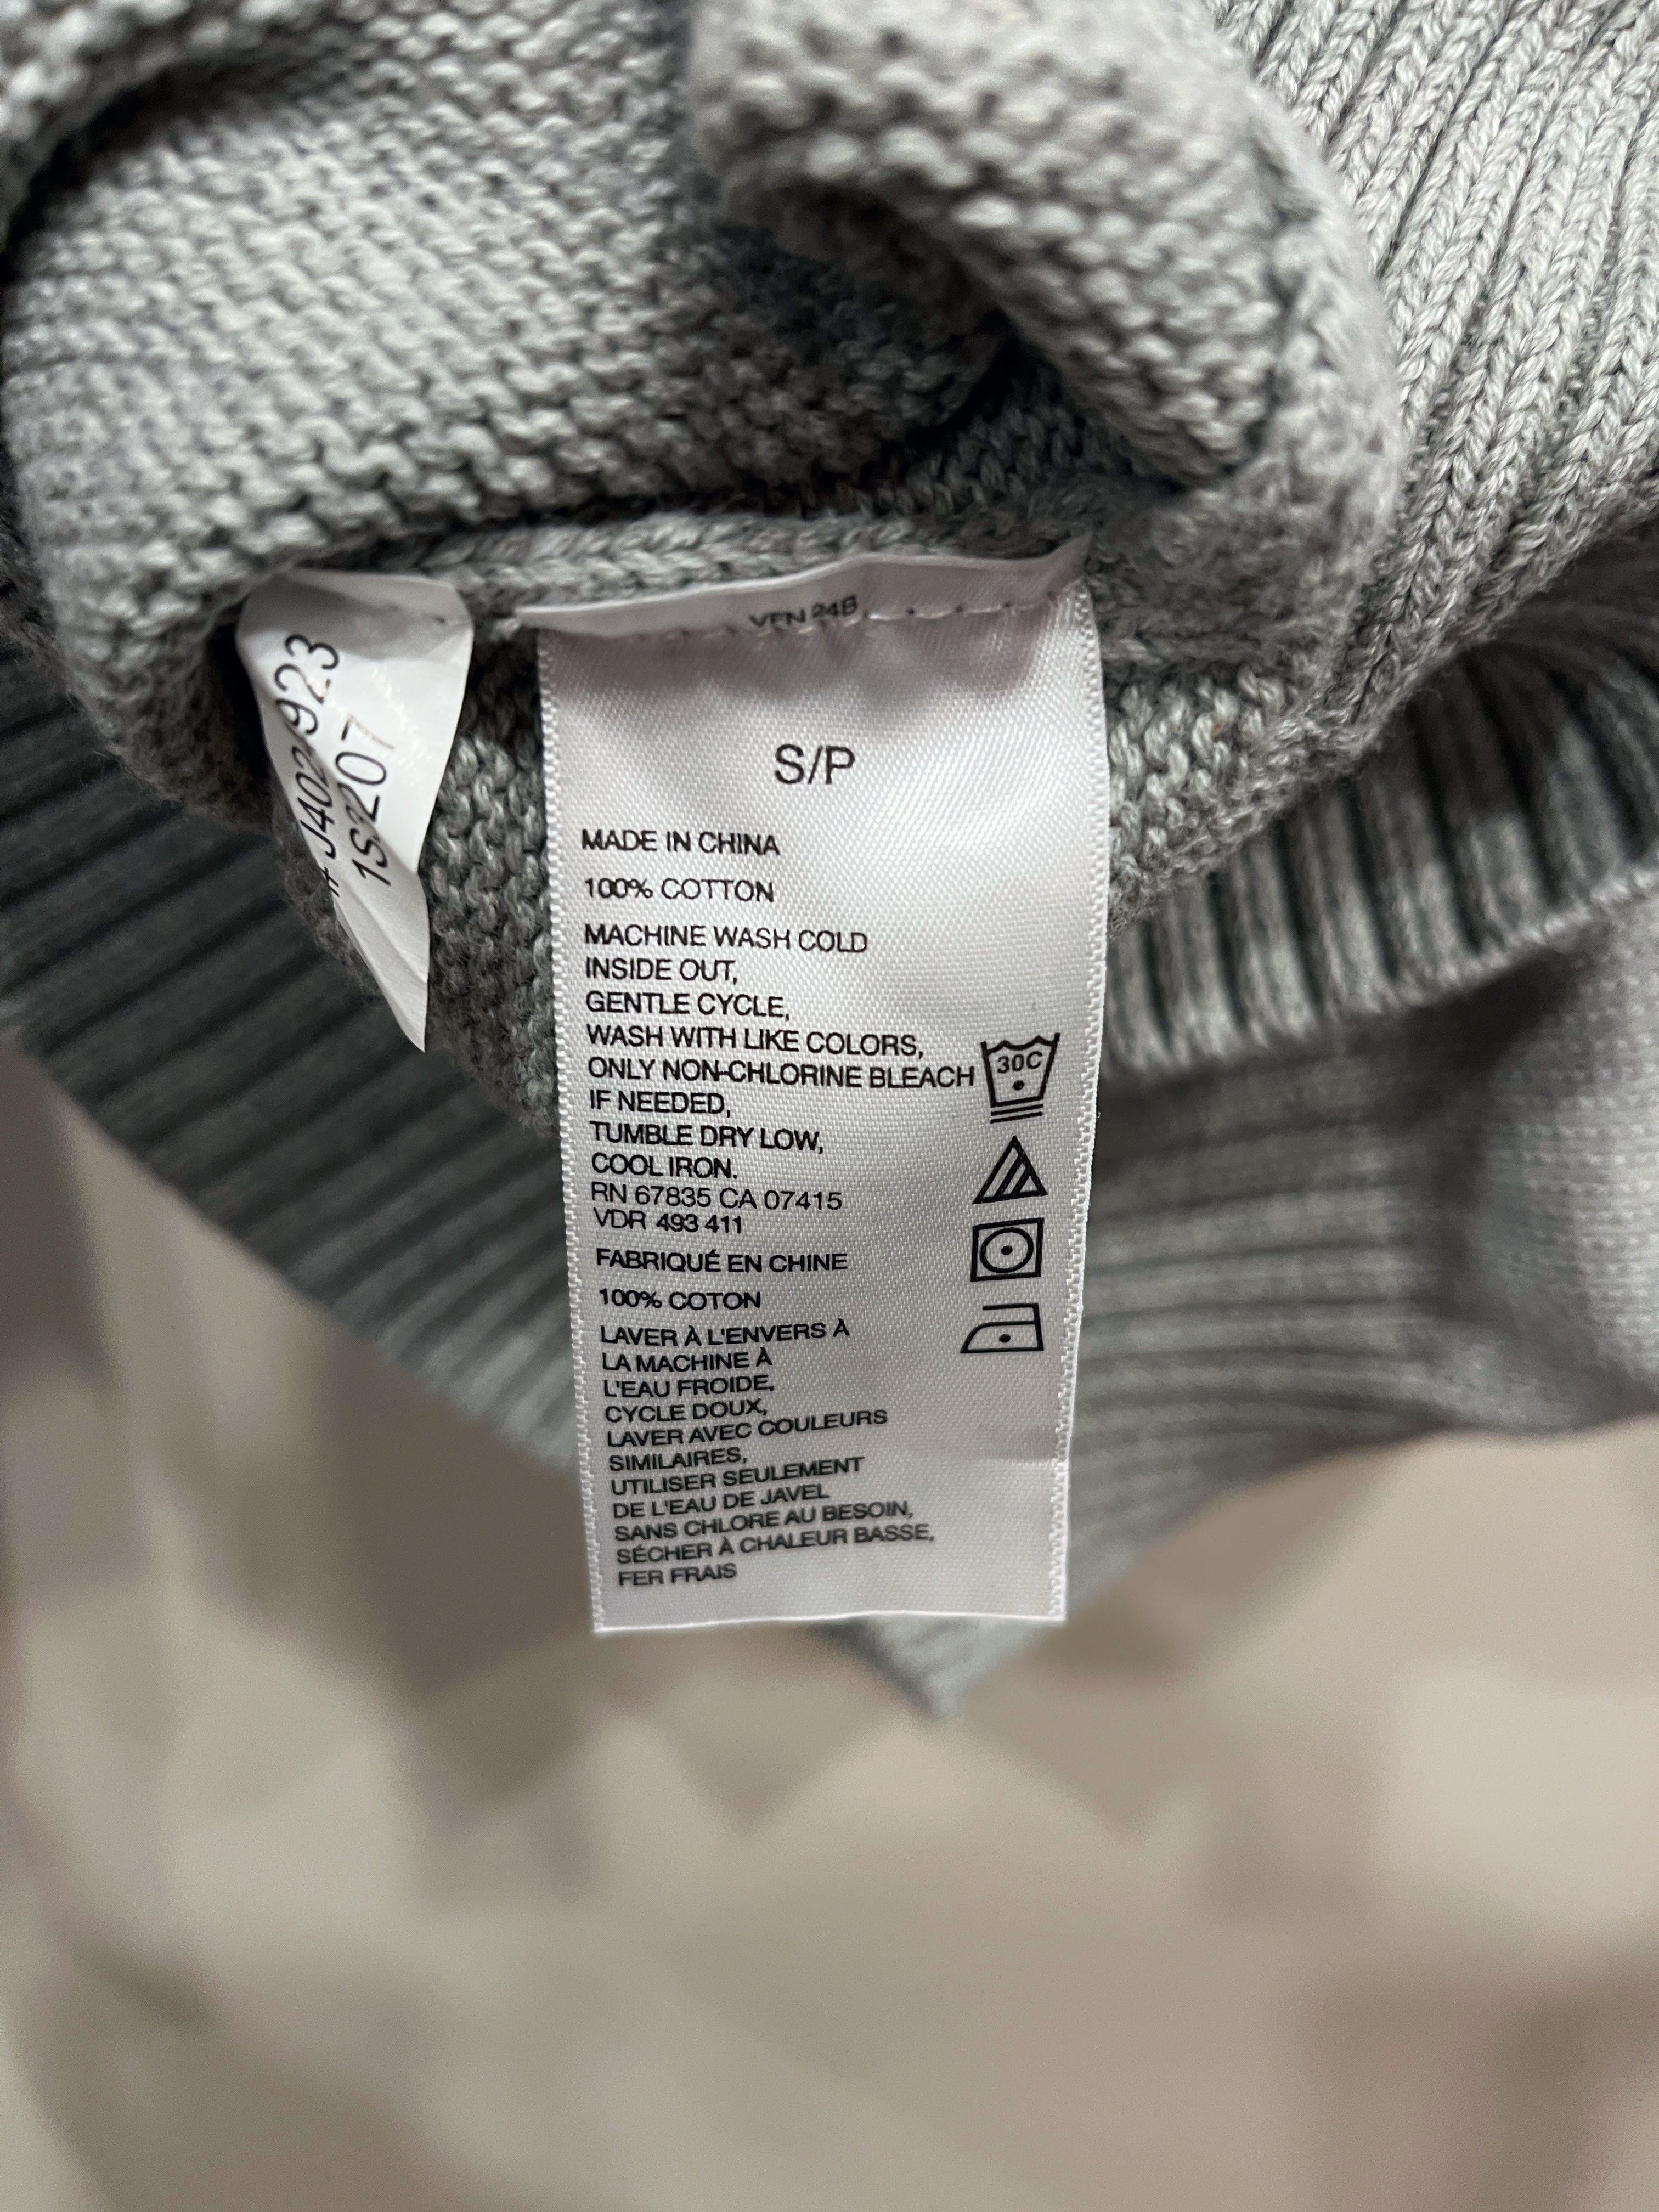 VFN 24B
S/P
MADE IN CHINA
100% COTTON
MACHINE WASH COLD
INSIDE OUT,
GENTLE CYCLE,
WASH WITH LIKE COLORS,
ONLY NON-CHLORINE BLEACH
IF NEEDED,
TUMBLE DRY LOW,
COOL IRON.
RN 67835 CA 07415
VDR 493 411
FABRIQUÉ EN CHINE
100% COTON
LAVER À L'ENVERS À
LA MACHINE À
L'EAU FROIDE,
CYCLE DOUX,
LAVER AVEC COULEURS
SIMILAIRES,
UTILISER SEULEMENT
DE L'EAU DE JAVEL
SANS CHLORE AU BESOIN,
SÉCHER À CHALEUR BASSE,
FER FRAIS
30C
1S207